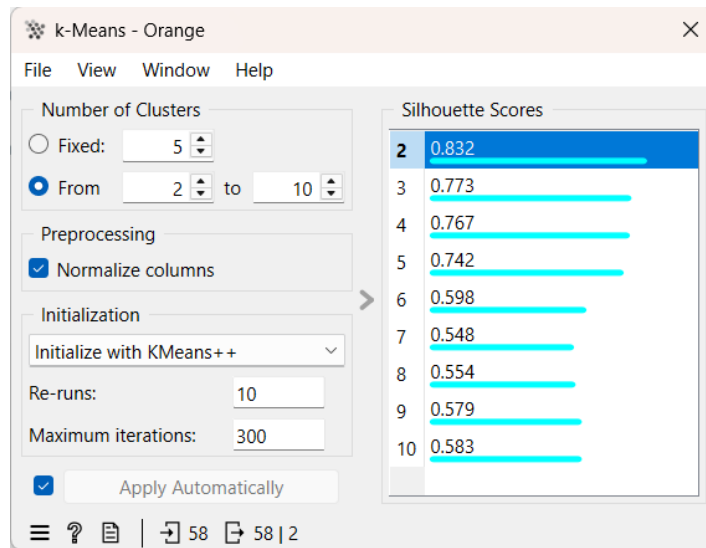 k-Means - Orange
File View Window Help
Number of Clusters
Fixed: 5
From 2 to 10
Preprocessing
Normalize columns
Initialization
Initialize with KMeans++
Re-runs: 10
Maximum iterations: 300
Apply Automatically
58 58 | 2
Silhouette Scores
2 0.832
3 0.773
4 0.767
5 0.742
6 0.598
7 0.548
8 0.554
9 0.579
10 0.583